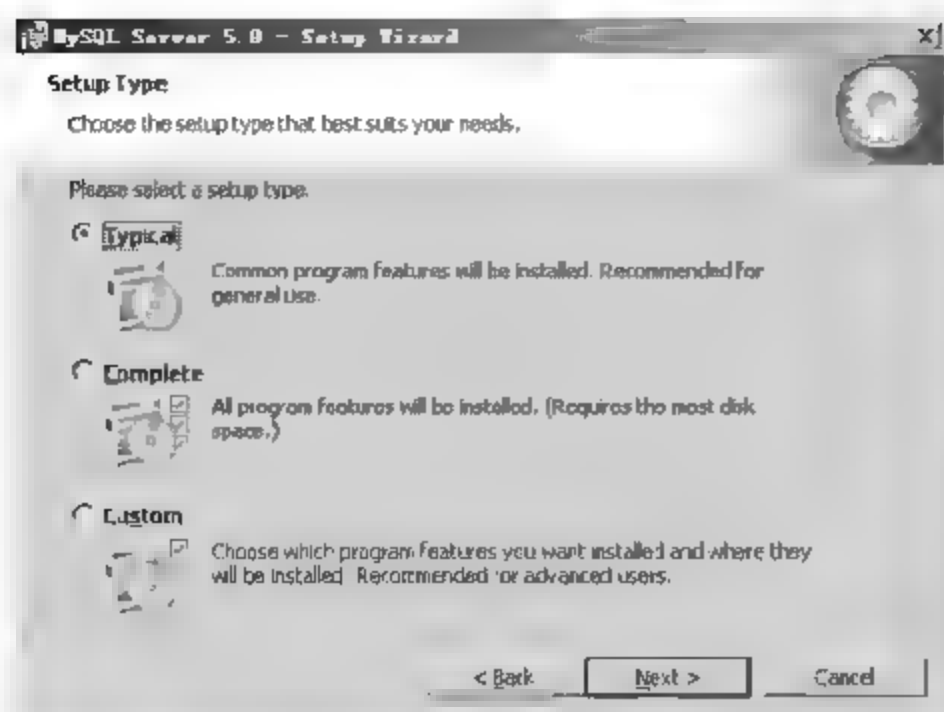 MySQL Server 5.0 - Setup Wizard
Setup Type
Choose the setup type that best suits your needs.
Please select a setup type.
Typical
Common program features will be installed. Recommended for
general use.
Complete
All program features will be installed. (Requires the most disk
space.)
Custom
Choose which program features you want installed and where they
will be installed. Recommended for advanced users.
< Back
Next >
Cancel